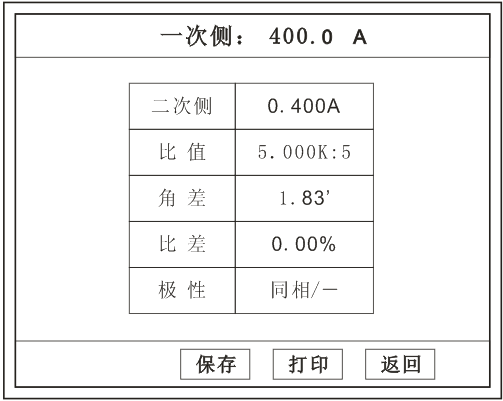 一次侧： 400.0 A
二次侧 0.400A
比 值 5.000K:5
角 差 1.83'
比 差 0.00%
极 性 同相/－
保存 打印 返回